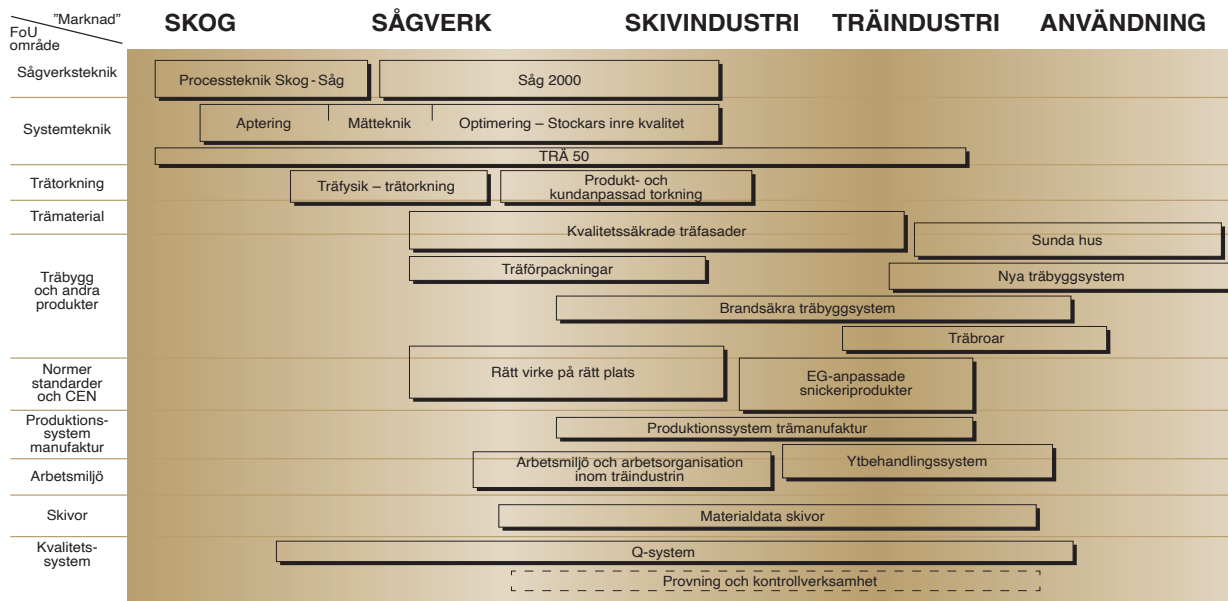 "Marknad"
FoU
område
SKOG
SÅGVERK
SKIVINDUSTRI
TRÄINDUSTRI
ANVÄNDNING
Sågverksteknik
Processteknik Skog - Såg
Såg 2000
Systemteknik
Aptering
Mätteknik
Optimering – Stockars inre kvalitet
TRÄ 50
Trätorkning
Träfysik – trätorkning
Produkt- och
kundanpassad torkning
Trämaterial
Kvalitetssäkrade träfasader
Sunda hus
Träbygg
och andra
produkter
Träförpackningar
Nya träbyggsystem
Brandsäkra träbyggsystem
Träbroar
Normer
standarder
och CEN
Rätt virke på rätt plats
EG-anpassade
snickeriprodukter
Produktions-
system
manufaktur
Produktionssystem trämanufaktur
Arbetsmiljö
Arbetsmiljö och arbetsorganisation
inom träindustrin
Ytbehandlingssystem
Skivor
Materialdata skivor
Kvalitets-
system
Q-system
Provning och kontrollverksamhet